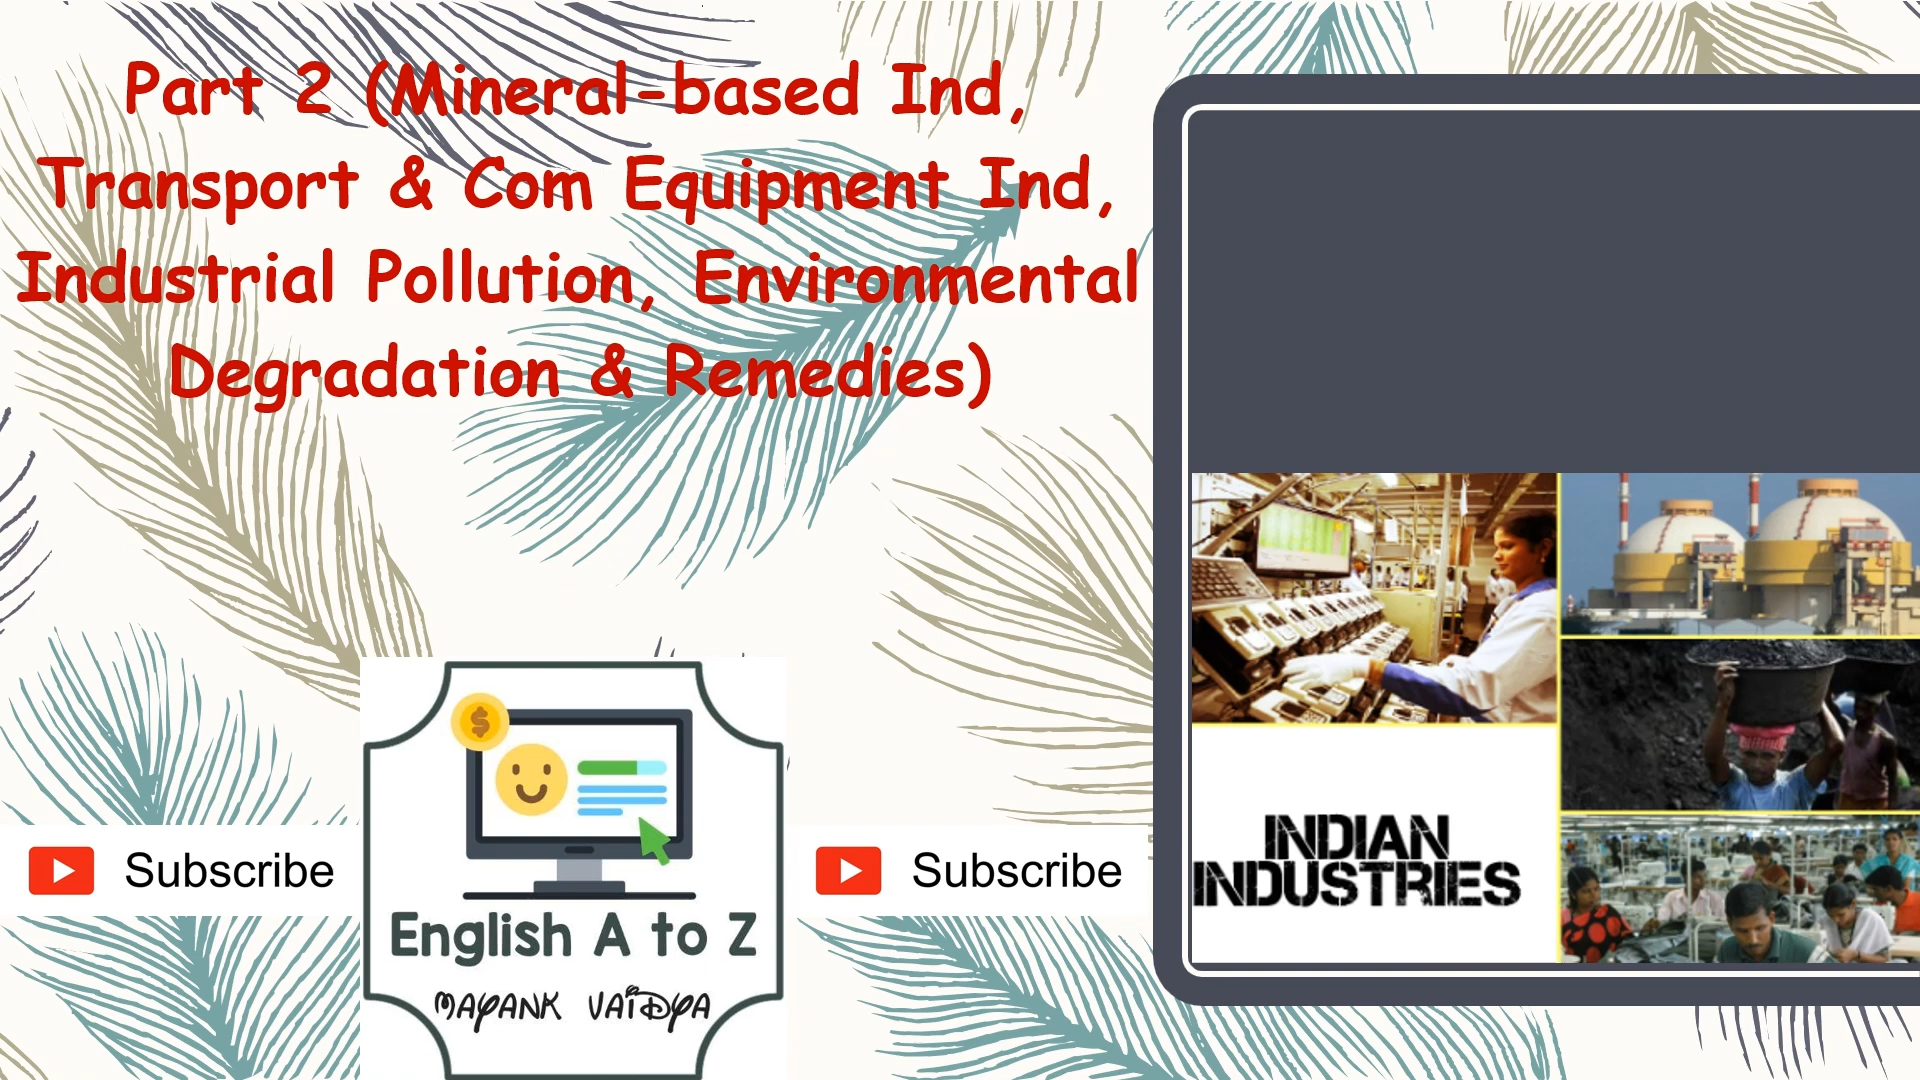 Part 2 (Mineral-based Ind,
Transport & Com Equipment Ind,
Industrial Pollution, Environmental
Degradation & Remedies)
INDIAN
INDUSTRIES
Subscribe
Subscribe
$
English A to Z
MAYANK VAIDYA